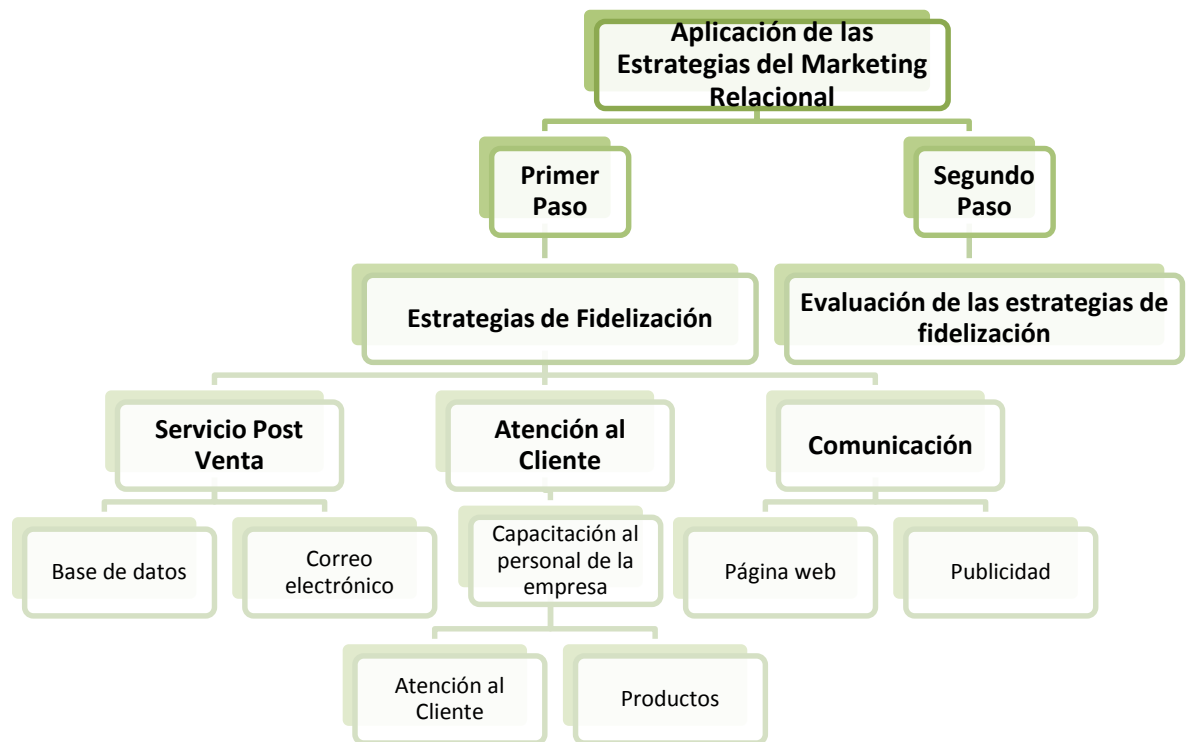 Aplicación de las
Estrategias del Marketing
Relacional
Primer
Paso
Segundo
Paso
Estrategias de Fidelización
Evaluación de las estrategias de
fidelización
Servicio Post
Venta
Atención al
Cliente
Comunicación
Base de datos
Correo
electrónico
Capacitación al
personal de la
empresa
Página web
Publicidad
Atención al
Cliente
Productos